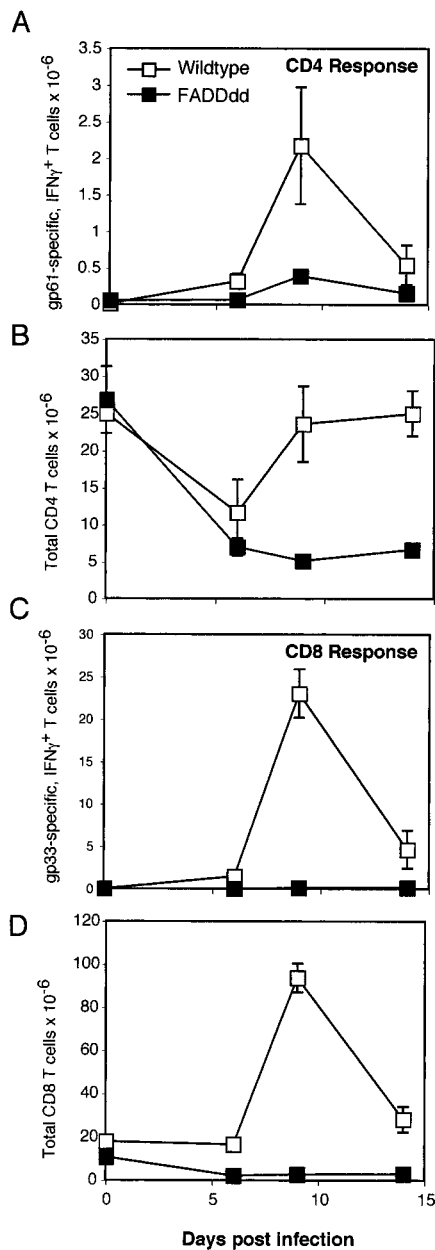 A
gp61-specific, IFNγ+ T cells x 10-6
3.5
3
2.5
2
1.5
1
0.5
0
Wildtype
FADDdd
CD4 Response
B
Total CD4 T cells x 10-6
35
30
25
20
15
10
5
0
C
gp33-specific, IFNγ+ T cells x 10-6
30
25
20
15
10
5
0
CD8 Response
D
Total CD8 T cells x 10-6
120
100
80
60
40
20
0
0 5 10 15
Days post infection